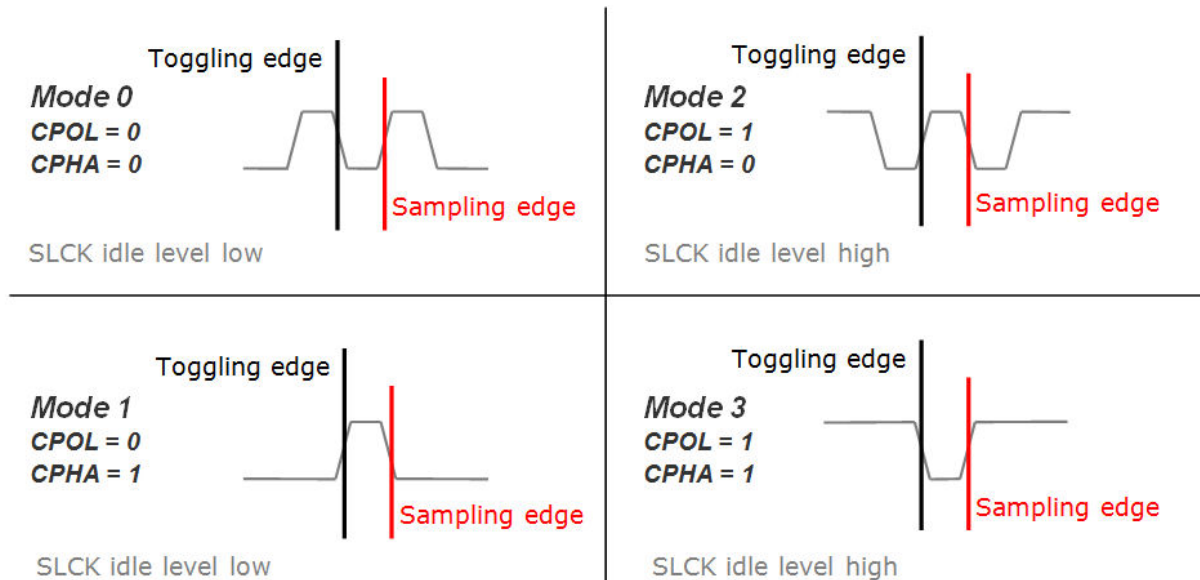 Toggling edge
Mode 0
CPOL = 0
CPHA = 0
Sampling edge
SLCK idle level low
Toggling edge
Mode 2
CPOL = 1
CPHA = 0
Sampling edge
SLCK idle level high
Toggling edge
Mode 1
CPOL = 0
CPHA = 1
Sampling edge
SLCK idle level low
Toggling edge
Mode 3
CPOL = 1
CPHA = 1
Sampling edge
SLCK idle level high